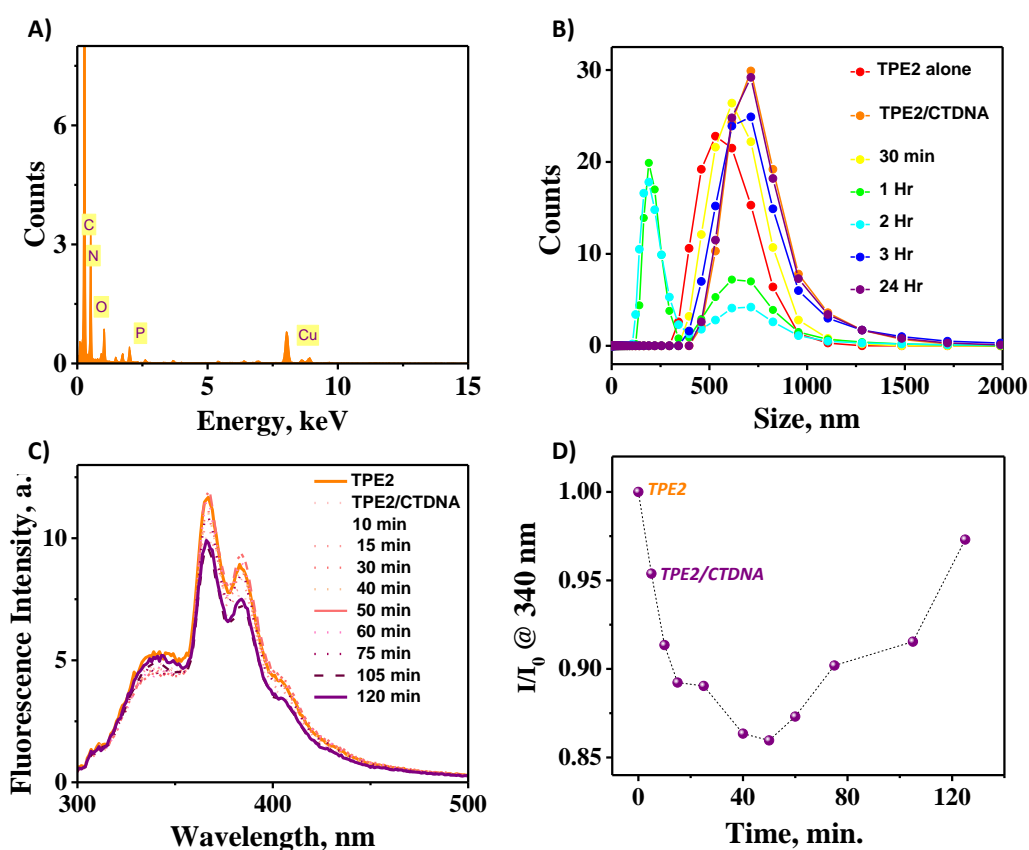 A)
Counts
7
6
3
0
C
N
O
P
Cu
0 5 10 15
Energy, keV
B)
Counts
30
20
10
0
TPE2 alone
TPE2/CTDNA
30 min
1 Hr
2 Hr
3 Hr
24 Hr
0 500 1000 1500 2000
Size, nm
C)
Fluorescence Intensity, a.
10
5
0
TPE2
TPE2/CTDNA
10 min
15 min
30 min
40 min
50 min
60 min
75 min
105 min
120 min
300 400 500
Wavelength, nm
D)
I/I0 @ 340 nm
1.00
0.95
0.90
0.85
TPE2
TPE2/CTDNA
0 40 80 120
Time, min.